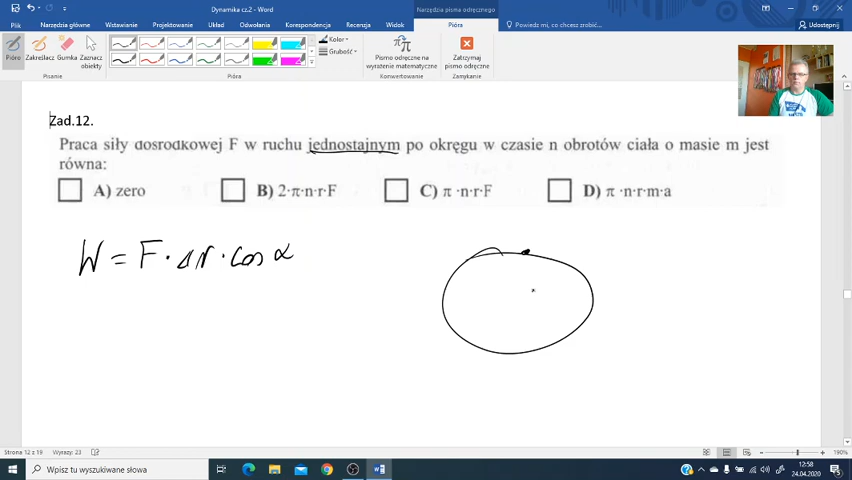 Dynamika cz.2 - Word
Narzędzia pisma odręcznego
Plik Narzędzia główne Wstawianie Projektowanie Układ Odwołania Korespondencja Recenzja Widok Pióra Powiedz mi, co chcesz zrobić. Udostępnij
Pióro Zakreślacz Gumka Zaznacz obiekty
Kolor
Grubość
Pismo odręczne na wyrażenie matematyczne
Zatrzymaj pismo odręczne
Pisanie Pióra Konwertowanie Zamykanie
Zad.12.
Praca siły dośrodkowej F w ruchu jednostajnym po okręgu w czasie n obrotów ciała o masie m jest
równa:
A) zero B) 2·π·n·r·F C) π ·n·r·F D) π ·n·r·m·a
W = F · Δr · cos α
Strona 12 z 19 Wyrazy: 23 190%
Wpisz tu wyszukiwane słowa
12:58
24.04.2020